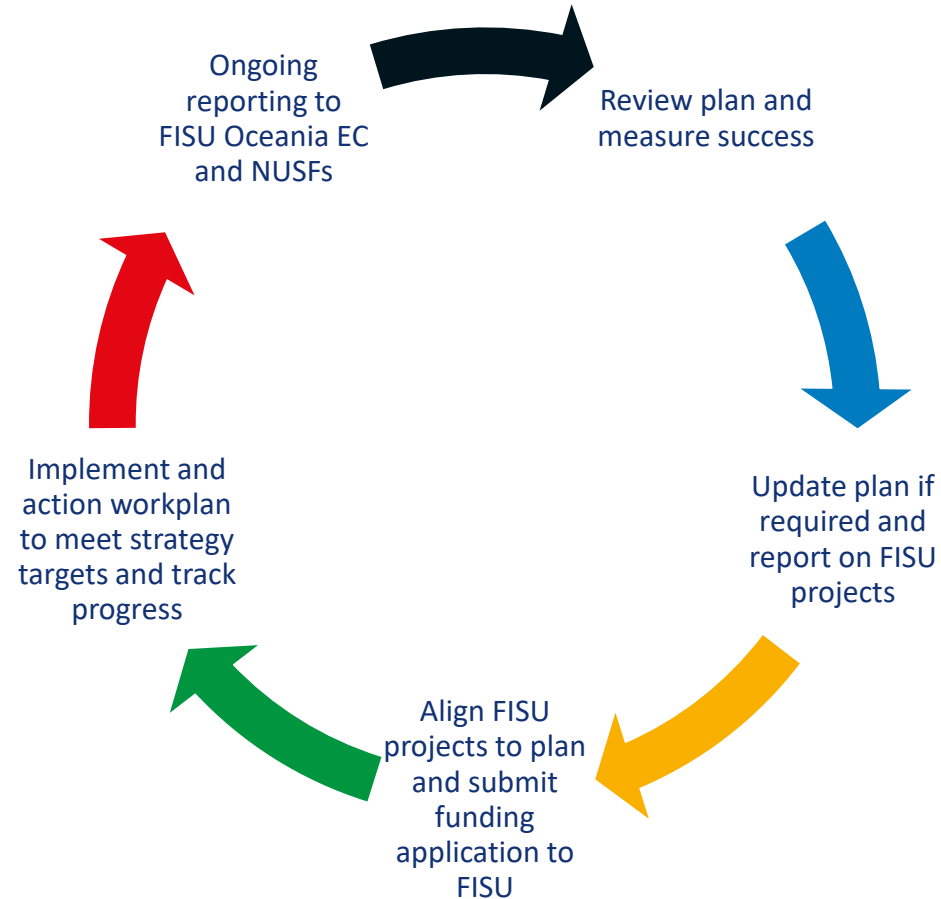 Ongoing
reporting to
FISU Oceania EC
and NUSFs
Review plan and
measure success
Update plan if
required and
report on FISU
projects
Align FISU
projects to plan
and submit
funding
application to
FISU
Implement and
action workplan
to meet strategy
targets and track
progress